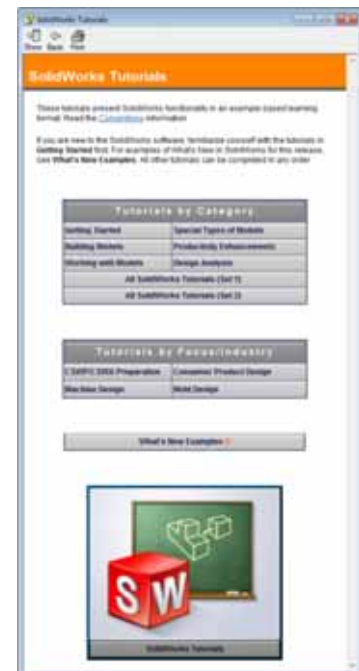 SolidWorks Tutorials
Show Back Print
SolidWorks Tutorials
These tutorials present SolidWorks functionality in an example-based learning
format. Read the Conventions information.
If you are new to the SolidWorks software, familiarize yourself with the tutorials in
Getting Started first. For examples of What's New in SolidWorks for this release,
see What's New Examples. All other tutorials can be completed in any order.
Tutorials by Category
Getting Started Special Types of Models
Building Models Productivity Enhancements
Working with Models Design Analysis
All SolidWorks Tutorials (Set 1)
All SolidWorks Tutorials (Set 2)
Tutorials by Focus/Industry
CSWP/CSWA Preparation Consumer Product Design
Machine Design Mold Design
What's New Examples
SW
SolidWorks Tutorials